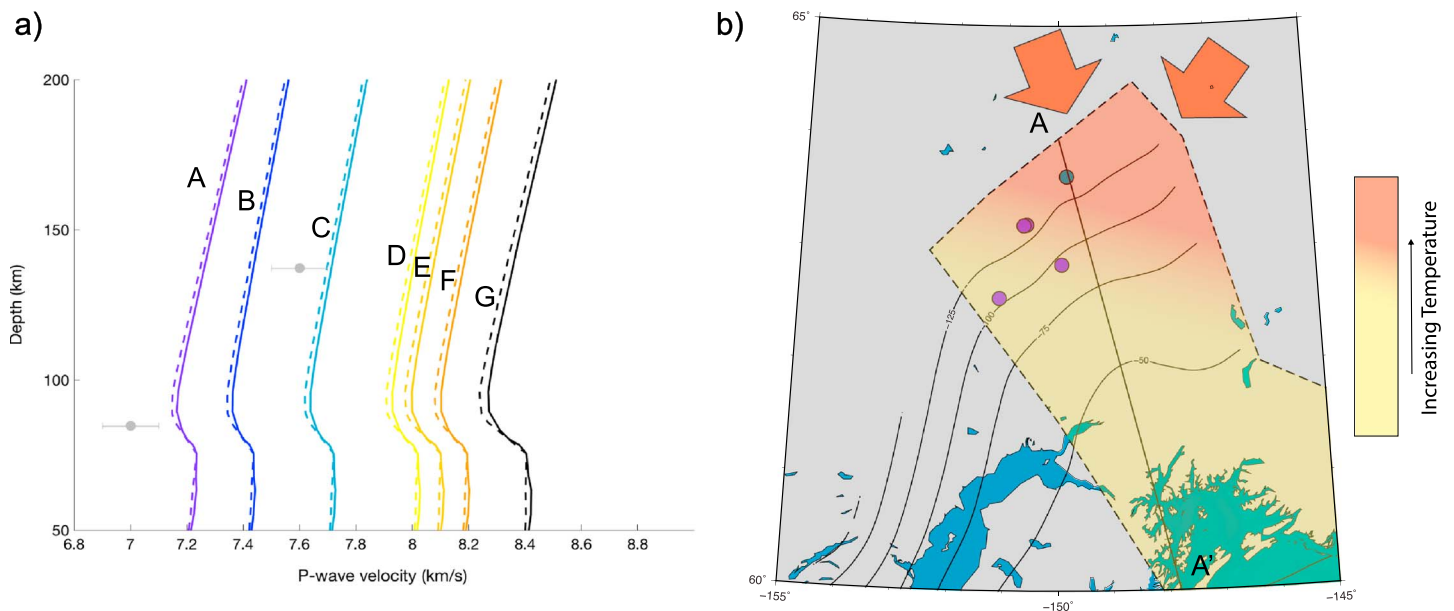 a)
200
150
100
50
Depth (km)
A
B
C
D
E
F
G
6.8
7
7.2
7.4
7.6
7.8
8
8.2
8.4
8.6
8.8
P-wave velocity (km/s)
b)
65°
A
−125
−100
−75
−50
A'
60°
−155°
−150°
−145°
Increasing Temperature